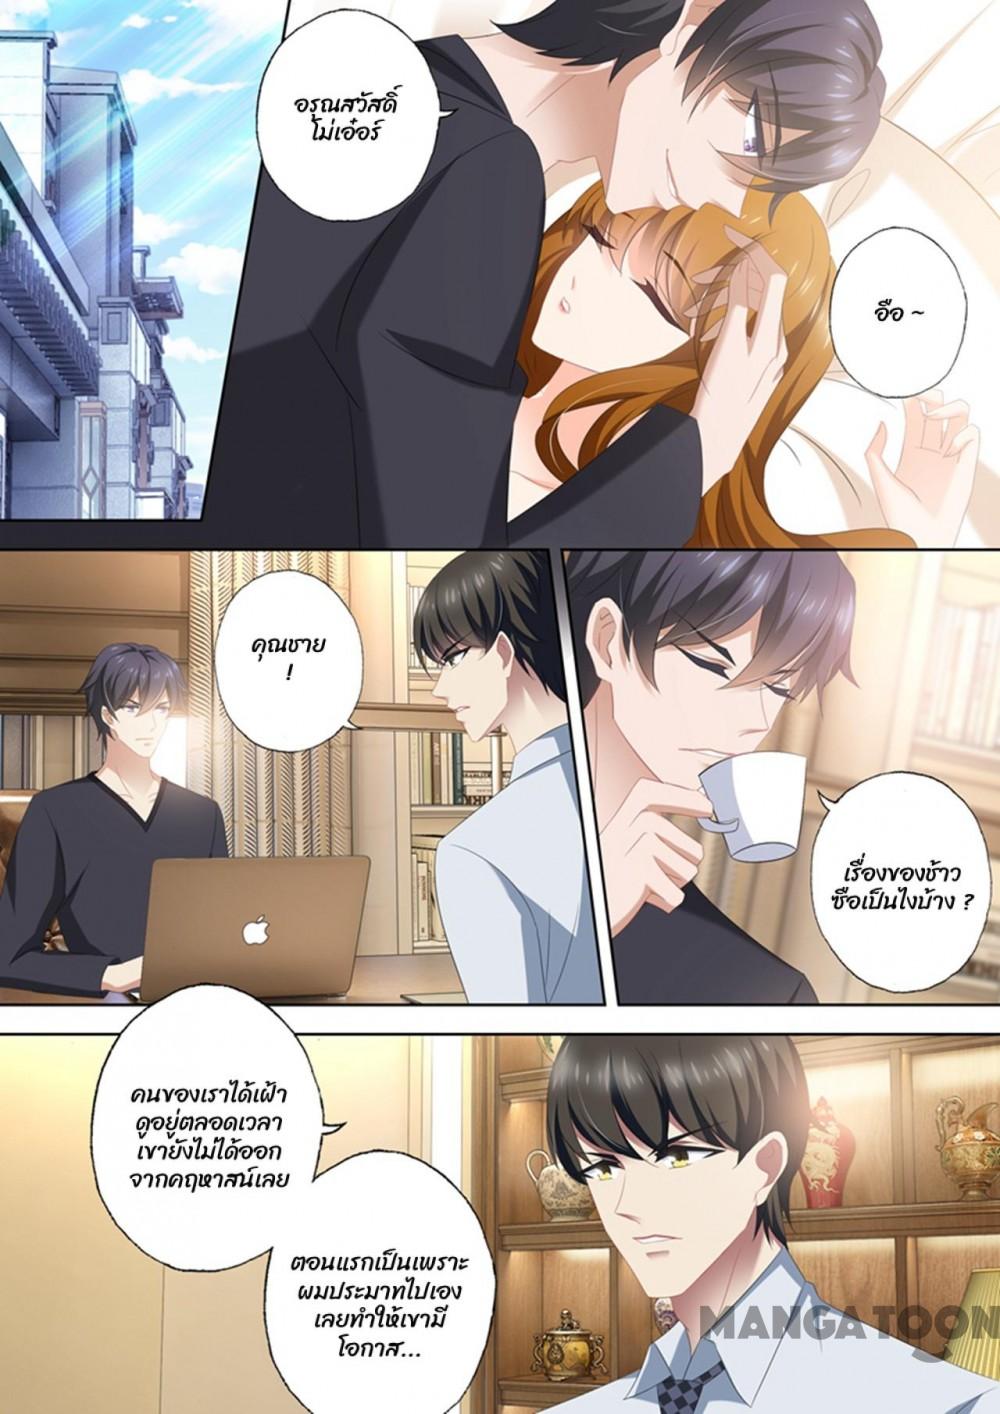 อรุณสวัสดิ์
โม่เอ๋อร์
อือ ~
คุณชาย
!
เรื่องของช้าว
ซือเป็นไงบ้าง ?
คนของเราได้เฝ้า
ดูอยู่ตลอดเวลา
เขายังไม่ได้ออก
จากคฤหาสน์เลย
ตอนแรกเป็นเพราะ
ผมประมาทไปเอง
เลยทำให้เขามี
โอกาส...
MANGATOON